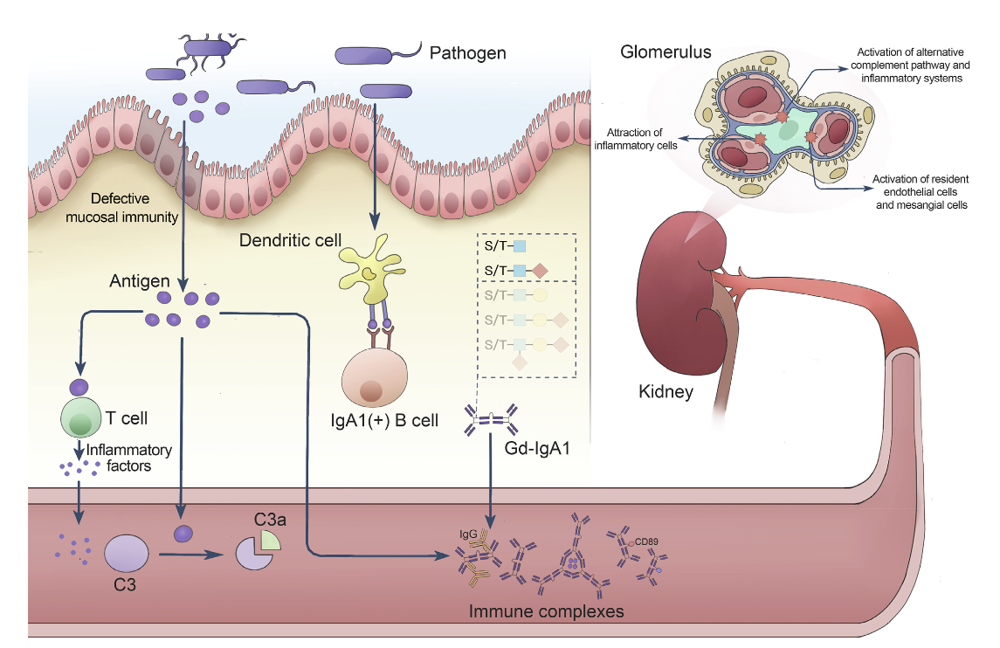 Pathogen
Glomerulus
Activation of alternative
complement pathway and
inflammatory systems
Attraction of
inflammatory cells
Activation of resident
endothelial cells
and mesangial cells
Defective
mucosal immunity
Dendritic cell
Antigen
S/T
S/T
S/T
S/T
S/T
Kidney
T cell
IgA1(+) B cell
Gd-IgA1
Inflammatory
factors
C3a
C3
IgG
CD89
Immune complexes